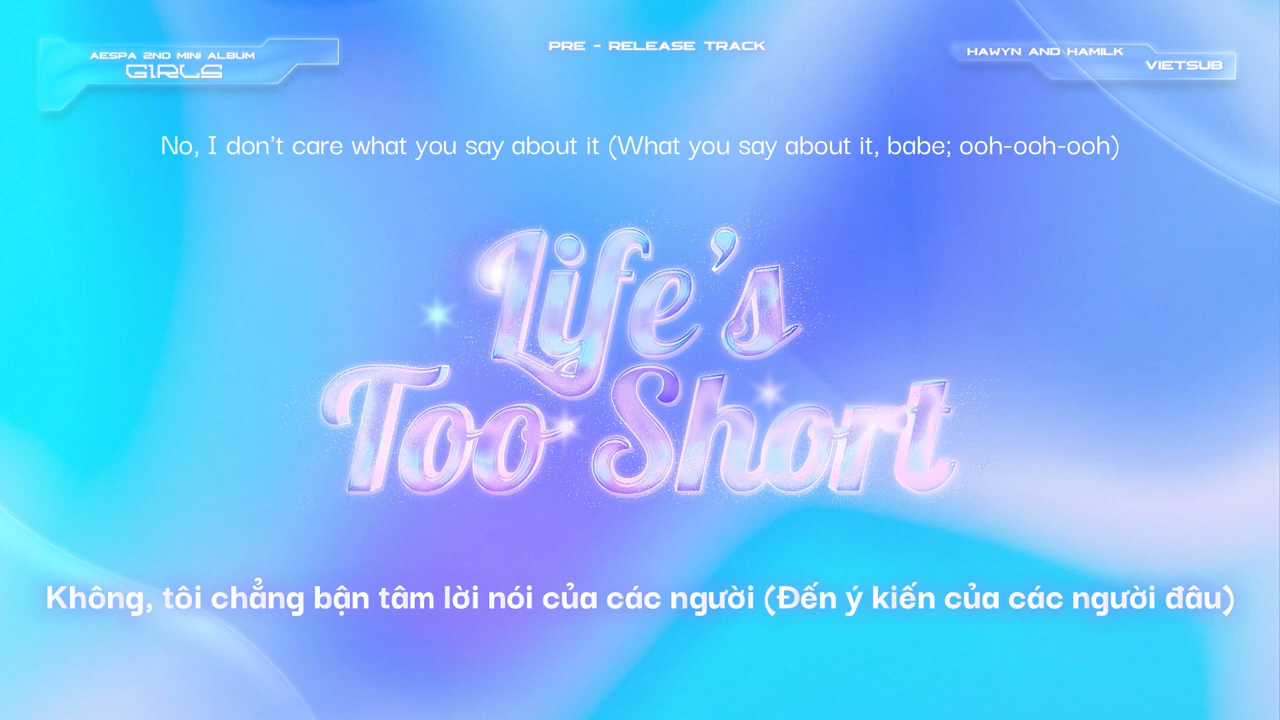 AESPA 2ND MINI ALBUM
GIRLS
PRE - RELEASE TRACK
HAWYN AND HAMILK
VIETSUB
No, I don't care what you say about it (What you say about it, babe; ooh-ooh-ooh)
Life's
Too Short
Không, tôi chẳng bận tâm lời nói của các người (Đến ý kiến của các người đâu)